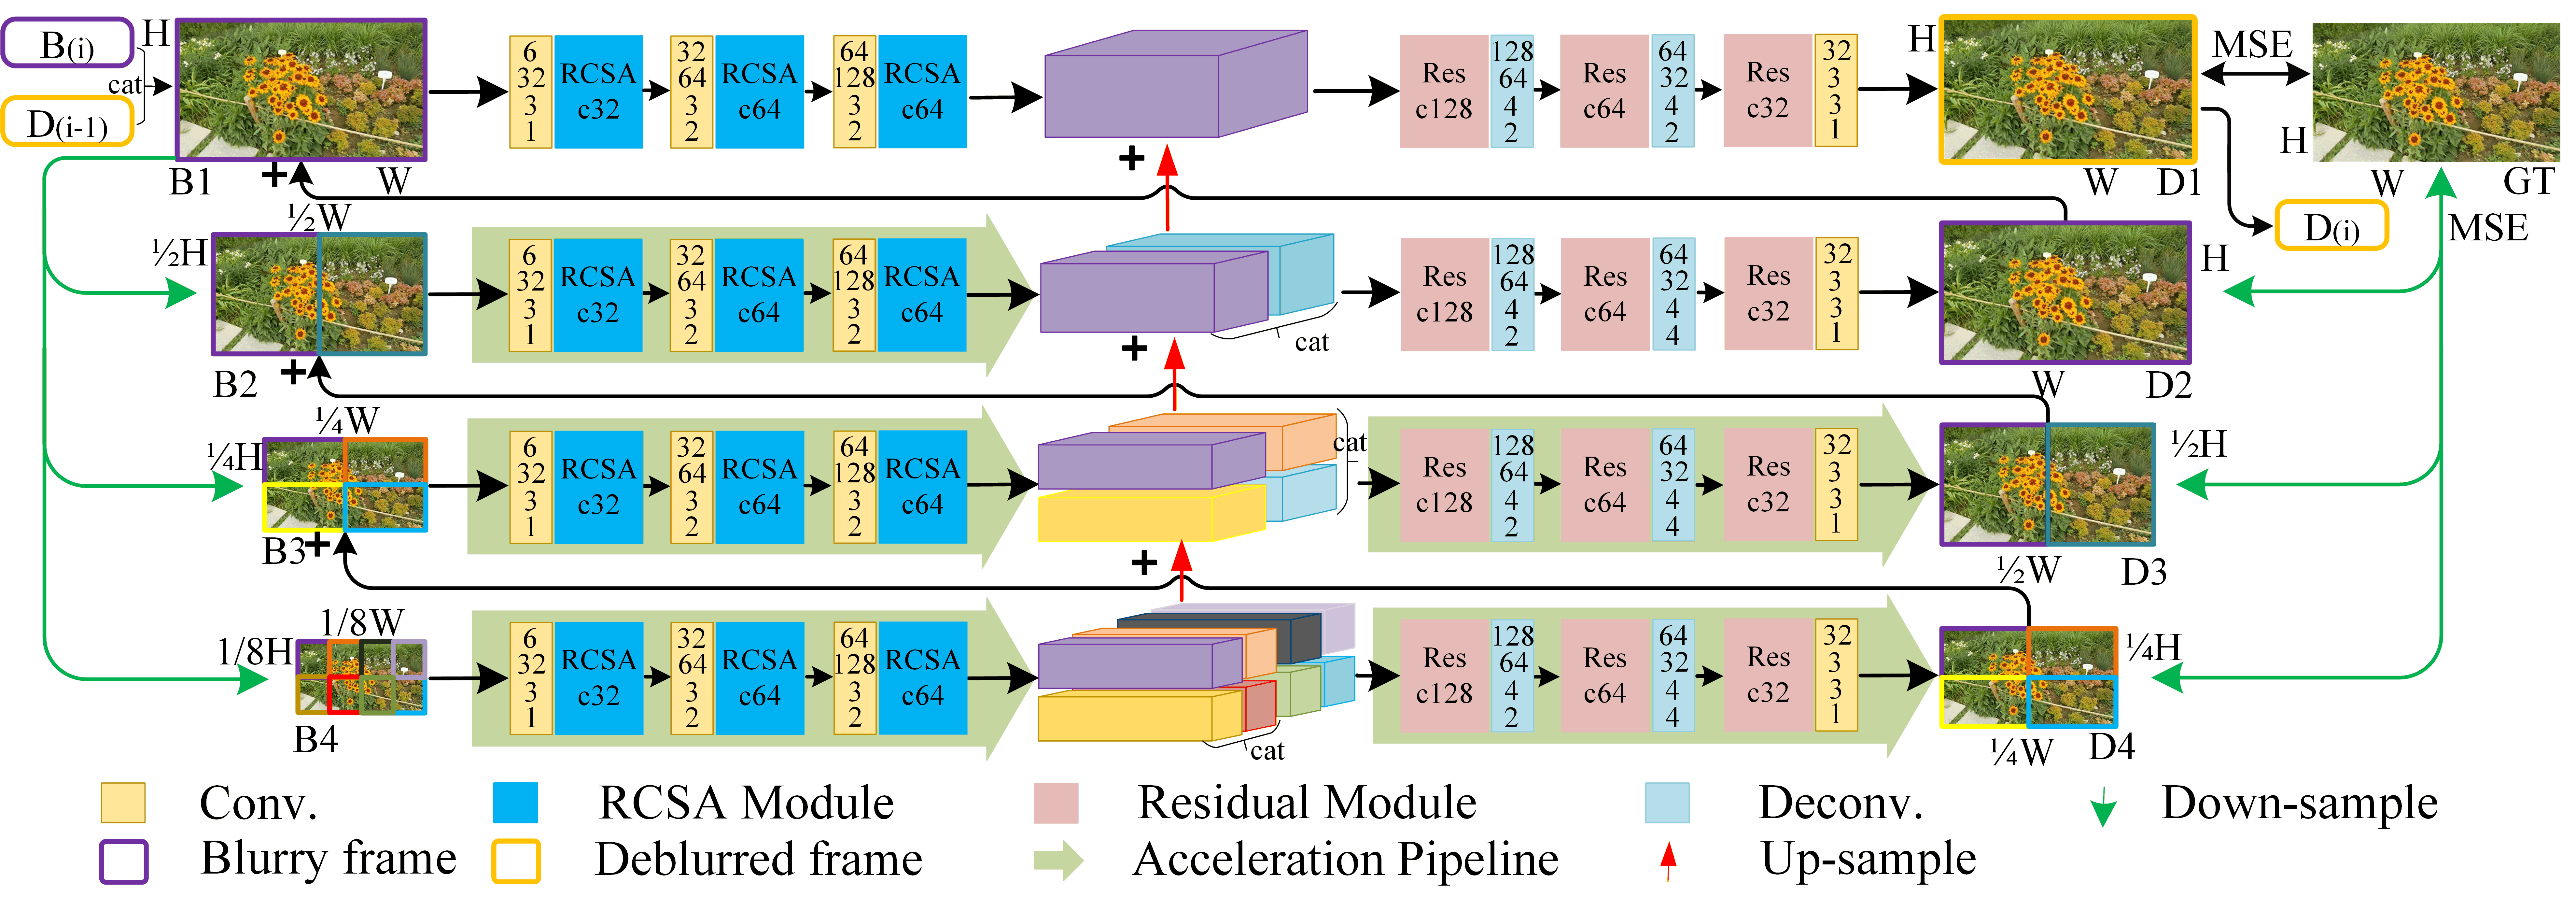 B(i)
D(i-1)
cat
H
B1
W
6
32
3
1
RCSA
c32
32
64
3
2
RCSA
c64
64
128
3
2
RCSA
c64
+
+
Res
c128
128
64
4
2
Res
c64
64
32
4
2
Res
c32
32
3
3
1
H
W
D1
MSE
H
W
GT
D(i)
MSE
½W
½H
B2
+
6
32
3
1
RCSA
c32
32
64
3
2
RCSA
c64
64
128
3
2
RCSA
c64
cat
+
Res
c128
128
64
4
2
Res
c64
64
32
4
4
Res
c32
32
3
3
1
H
W
D2
¼W
¼H
B3
+
6
32
3
1
RCSA
c32
32
64
3
2
RCSA
c64
64
128
3
2
RCSA
c64
cat
+
Res
c128
128
64
4
2
Res
c64
64
32
4
4
Res
c32
32
3
3
1
½H
½W
D3
1/8W
1/8H
B4
6
32
3
1
RCSA
c32
32
64
3
2
RCSA
c64
64
128
3
2
RCSA
c64
cat
Res
c128
128
64
4
2
Res
c64
64
32
4
4
Res
c32
32
3
3
1
¼H
¼W
D4
Conv.
RCSA Module
Residual Module
Deconv.
Down-sample
Blurry frame
Deblurred frame
Acceleration Pipeline
Up-sample